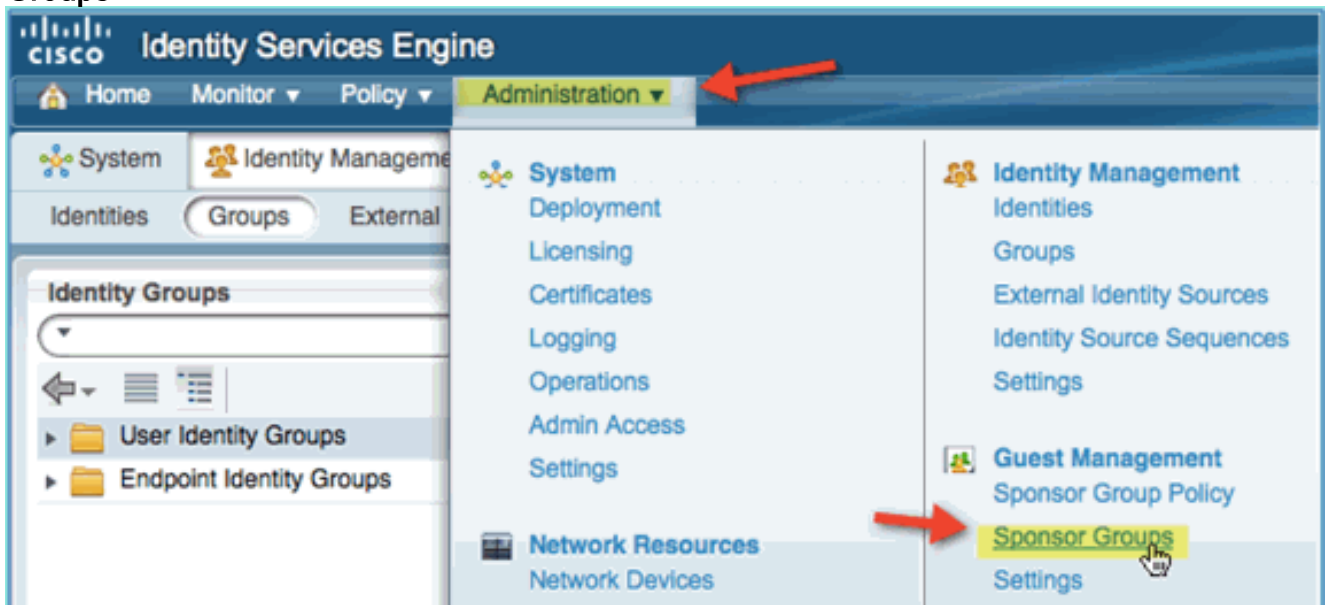 Groups
CISCO Identity Services Engine
Home Monitor Policy Administration
System Identity Manageme
Identities Groups External
Identity Groups
User Identity Groups
Endpoint Identity Groups
System
Deployment
Licensing
Certificates
Logging
Operations
Admin Access
Settings
Network Resources
Network Devices
Identity Management
Identities
Groups
External Identity Sources
Identity Source Sequences
Settings
Guest Management
Sponsor Group Policy
Sponsor Groups
Settings